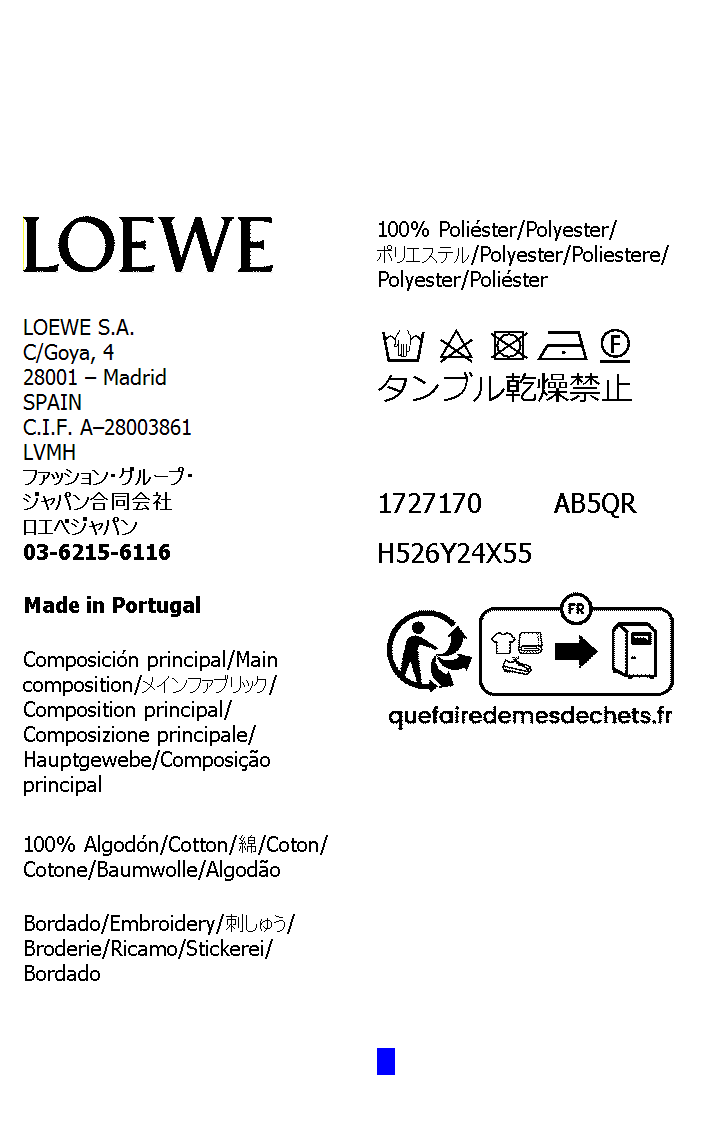 LOEWE
LOEWE S.A.
C/Goya, 4
28001 – Madrid
SPAIN
C.I.F. A–28003861
LVMH
ファッション・グループ・
ジャパン合同会社
ロエベジャパン
03-6215-6116
Made in Portugal
Composición principal/Main
composition/メインファブリック/
Composition principal/
Composizione principale/
Hauptgewebe/Composição
principal
100% Algodón/Cotton/綿/Coton/
Cotone/Baumwolle/Algodão
Bordado/Embroidery/刺しゅう/
Broderie/Ricamo/Stickerei/
Bordado
100% Poliéster/Polyester/
ポリエステル/Polyester/Poliestere/
Polyester/Poliéster
F
タンブル乾燥禁止
1727170 AB5QR
H526Y24X55
FR
quefairedemesdechets.fr